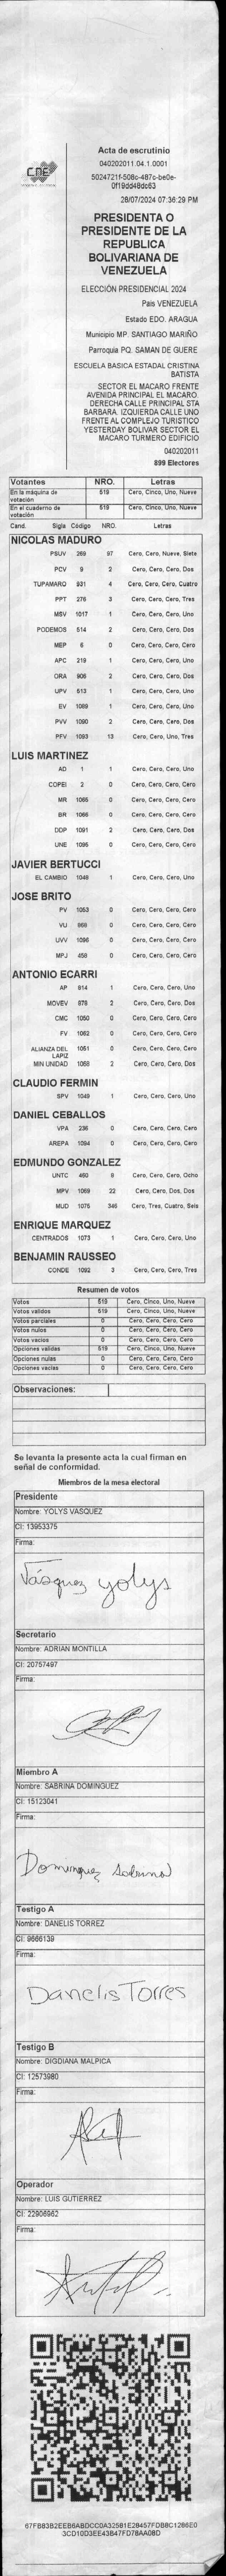 Acta de escrutinio
040202011.04.1.0001
5024721f-508c-487c-be0e-
0f19dd48dc63
28/07/2024 07:36:29 PM
CNE
PRESIDENTA O
PRESIDENTE DE LA
REPUBLICA
BOLIVARIANA DE
VENEZUELA
ELECCIÓN PRESIDENCIAL 2024
País VENEZUELA
Estado EDO. ARAGUA
Municipio MP. SANTIAGO MARIÑO
Parroquia PQ. SAMAN DE GUERE
ESCUELA BASICA ESTADAL CRISTINA
BATISTA
SECTOR EL MACARO FRENTE
AVENIDA PRINCIPAL EL MACARO.
DERECHA CALLE PRINCIPAL STA
BARBARA. IZQUIERDA CALLE UNO
FRENTE AL COMPLEJO TURISTICO
YESTERDAY BOLIVAR SECTOR EL
MACARO TURMERO EDIFICIO
040202011
899 Electores
Votantes NRO. Letras
En la máquina de votación 519 Cero, Cinco, Uno, Nueve
En el cuaderno de votación 519 Cero, Cinco, Uno, Nueve
Cand. Sigla Código NRO. Letras
NICOLAS MADURO
PSUV 269 97 Cero, Cero, Nueve, Siete
PCV 9 2 Cero, Cero, Cero, Dos
TUPAMARO 931 4 Cero, Cero, Cero, Cuatro
PPT 276 3 Cero, Cero, Cero, Tres
MSV 1017 1 Cero, Cero, Cero, Uno
PODEMOS 514 2 Cero, Cero, Cero, Dos
MEP 6 0 Cero, Cero, Cero, Cero
APC 219 1 Cero, Cero, Cero, Uno
ORA 906 2 Cero, Cero, Cero, Dos
UPV 613 1 Cero, Cero, Cero, Uno
EV 1089 1 Cero, Cero, Cero, Uno
PVV 1090 2 Cero, Cero, Cero, Dos
PFV 1093 13 Cero, Cero, Uno, Tres
LUIS MARTINEZ
AD 1 1 Cero, Cero, Cero, Uno
COPEI 2 0 Cero, Cero, Cero, Cero
MR 1065 0 Cero, Cero, Cero, Cero
BR 1066 0 Cero, Cero, Cero, Cero
DDP 1091 2 Cero, Cero, Cero, Dos
UNE 1095 0 Cero, Cero, Cero, Cero
JAVIER BERTUCCI
EL CAMBIO 1048 1 Cero, Cero, Cero, Uno
JOSE BRITO
PV 1053 0 Cero, Cero, Cero, Cero
VU 968 0 Cero, Cero, Cero, Cero
UVV 1096 0 Cero, Cero, Cero, Cero
MPJ 458 0 Cero, Cero, Cero, Cero
ANTONIO ECARRI
AP 814 1 Cero, Cero, Cero, Uno
MOVEV 879 2 Cero, Cero, Cero, Dos
CMC 1050 0 Cero, Cero, Cero, Cero
FV 1062 0 Cero, Cero, Cero, Cero
ALIANZA DEL LAPIZ 1051 0 Cero, Cero, Cero, Cero
MIN UNIDAD 1058 2 Cero, Cero, Cero, Dos
CLAUDIO FERMIN
SPV 1049 1 Cero, Cero, Cero, Uno
DANIEL CEBALLOS
VPA 236 0 Cero, Cero, Cero, Cero
AREPA 1094 0 Cero, Cero, Cero, Cero
EDMUNDO GONZALEZ
UNTC 460 8 Cero, Cero, Cero, Ocho
MPV 1069 22 Cero, Cero, Dos, Dos
MUD 1075 346 Cero, Tres, Cuatro, Seis
ENRIQUE MARQUEZ
CENTRADOS 1073 1 Cero, Cero, Cero, Uno
BENJAMIN RAUSSEO
CONDE 1092 3 Cero, Cero, Cero, Tres
Resumen de votos
Votos 519 Cero, Cinco, Uno, Nueve
Votos validos 519 Cero, Cinco, Uno, Nueve
Votos parciales 0 Cero, Cero, Cero, Cero
Votos nulos 0 Cero, Cero, Cero, Cero
Votos vacios 0 Cero, Cero, Cero, Cero
Opciones validas 519 Cero, Cinco, Uno, Nueve
Opciones nulas 0 Cero, Cero, Cero, Cero
Opciones vacias 0 Cero, Cero, Cero, Cero
Observaciones:
Se levanta la presente acta la cual firman en
señal de conformidad.
Miembros de la mesa electoral
Presidente
Nombre: YOLYS VASQUEZ
CI: 13953375
Firma:
Vásquez yolys
Secretario
Nombre: ADRIAN MONTILLA
CI: 20757497
Firma:
Miembro A
Nombre: SABRINA DOMINGUEZ
CI: 15123041
Firma:
Dominguez Sabrina
Testigo A
Nombre: DANELIS TORREZ
CI: 9666139
Firma:
Danelis Torres
Testigo B
Nombre: DIGDIANA MALPICA
CI: 12573980
Firma:
Operador
Nombre: LUIS GUTIERREZ
CI: 22906962
Firma:
67FB83B2EEB6ABDCC0A32581E28457FDB8C1286E0
3CD10D3EE43B47FD78AA08D